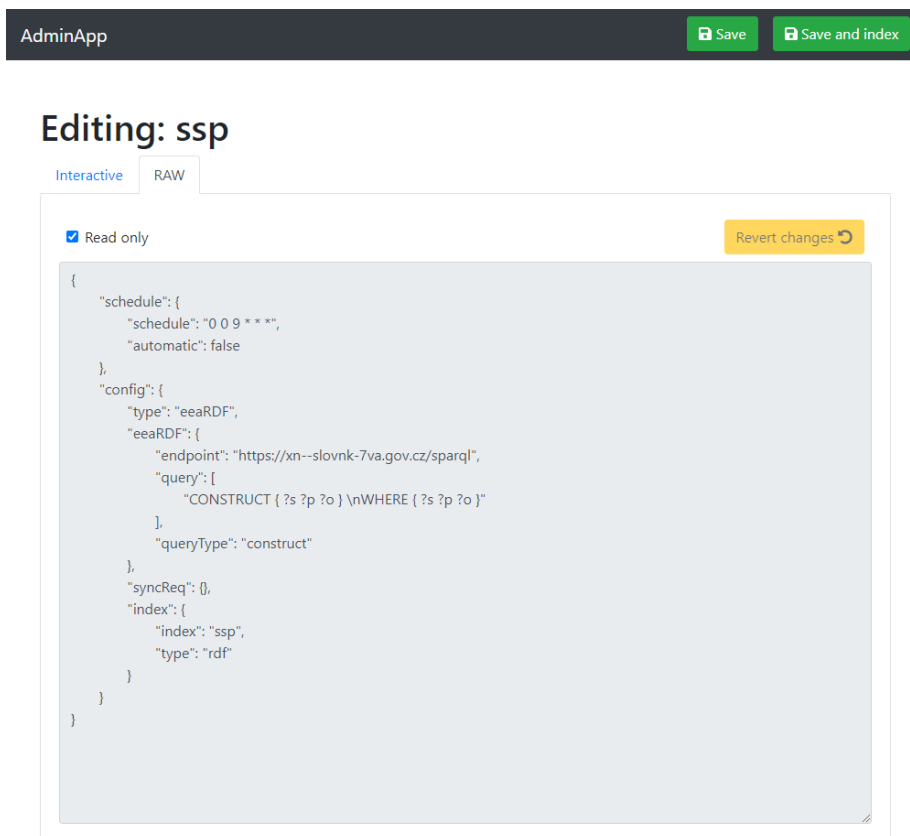 AdminApp
Save
Save and index
Editing: ssp
Interactive
RAW
Read only
Revert changes
{
"schedule": {
"schedule": "0 0 9 * * *",
"automatic": false
},
"config": {
"type": "eeaRDF",
"eeaRDF": {
"endpoint": "https://xn--slovnk-7va.gov.cz/sparql",
"query": [
"CONSTRUCT { ?s ?p ?o } \nWHERE { ?s ?p ?o }"
],
"queryType": "construct"
},
"syncReq": {},
"index": {
"index": "ssp",
"type": "rdf"
}
}
}